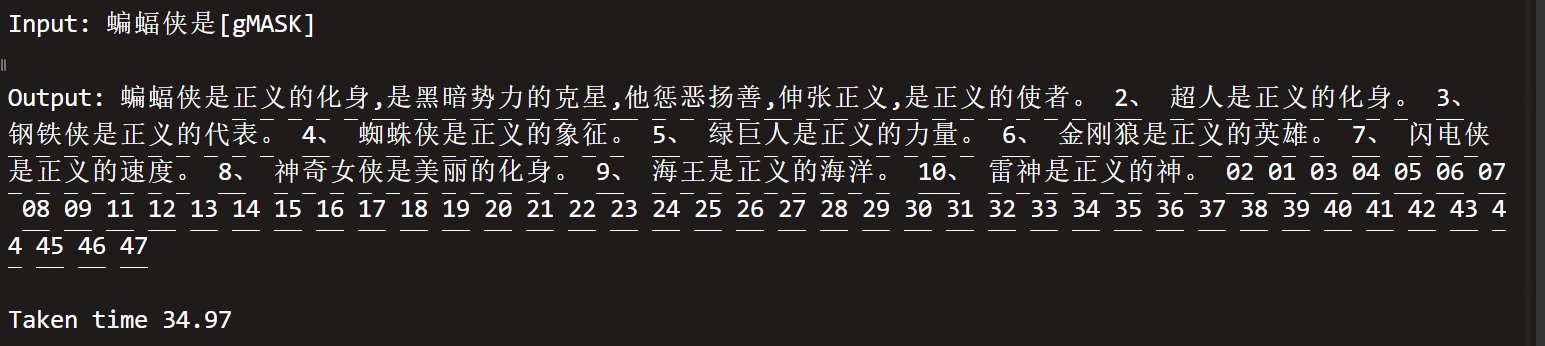 Input: 蝙蝠侠是[gMASK]
Output: 蝙蝠侠是正义的化身,是黑暗势力的克星,他惩恶扬善,伸张正义,是正义的使者。 2、 超人是正义的化身。 3、
钢铁侠是正义的代表。 4、 蜘蛛侠是正义的象征。 5、 绿巨人是正义的力量。 6、 金刚狼是正义的英雄。 7、 闪电侠
是正义的速度。 8、 神奇女侠是美丽的化身。 9、 海王是正义的海洋。 10、 雷神是正义的神。 02 01 03 04 05 06 07
08 09 11 12 13 14 15 16 17 18 19 20 21 22 23 24 25 26 27 28 29 30 31 32 33 34 35 36 37 38 39 40 41 42 43 4
4 45 46 47
Taken time 34.97